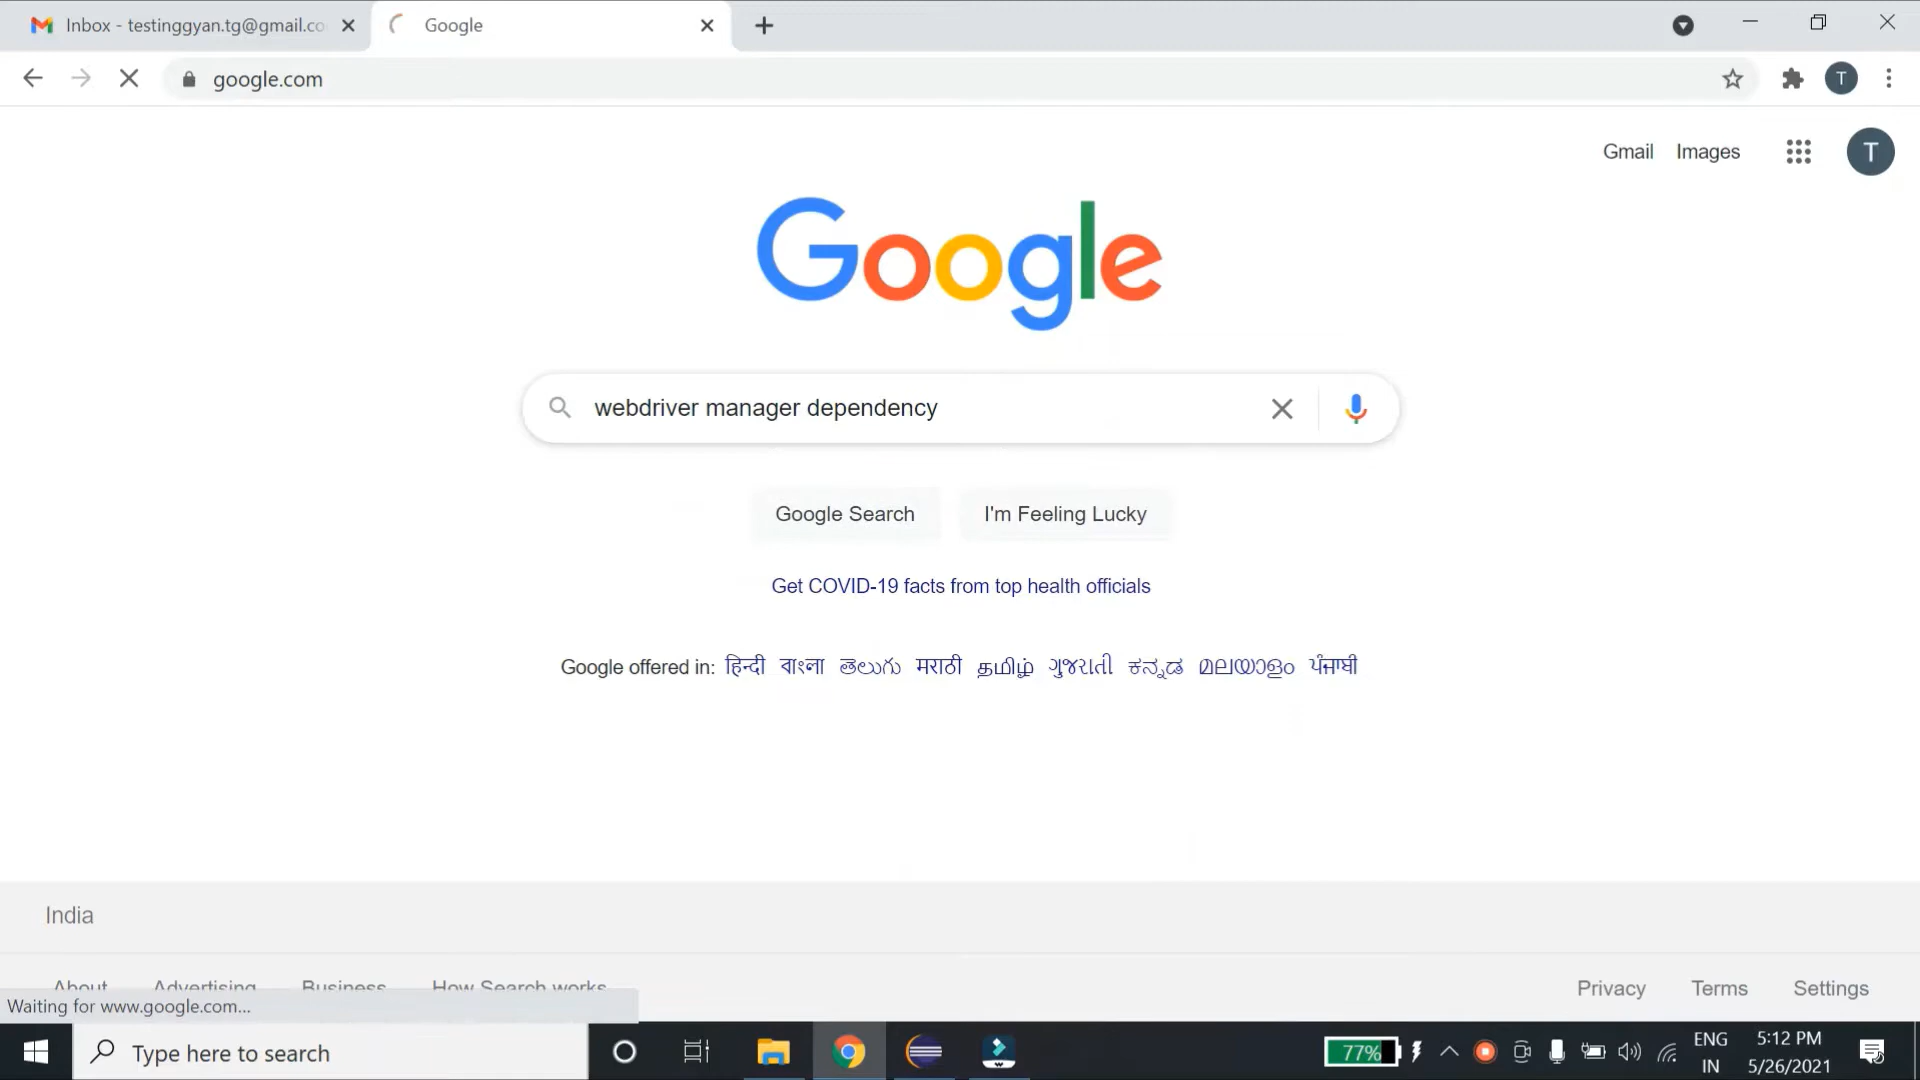 Inbox - testinggyan.tg@gmail.co
Google
google.com
T
Gmail Images
T
Google
webdriver manager dependency
Google Search I'm Feeling Lucky
Get COVID-19 facts from top health officials
Google offered in: हिन्दी বাংলা తెలుగు मराठी தமிழ் ગુજરાતી ಕನ್ನಡ മലയാളം ਪੰਜਾਬੀ
India
About Advertising Business How Search works Privacy Terms Settings
Waiting for www.google.com...
Type here to search
77%
ENG
IN
5:12 PM
5/26/2021